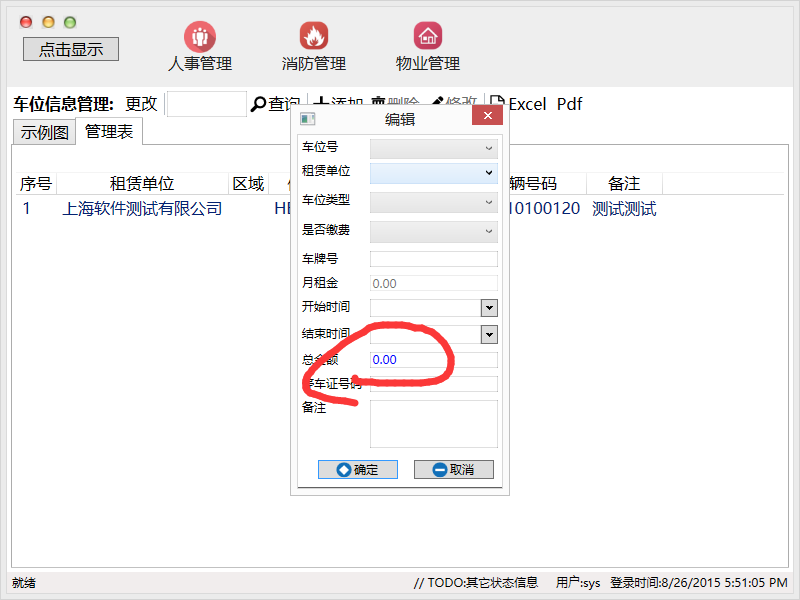 点击显示
人事管理 消防管理 物业管理
车位信息管理: 更改 查询 添加 删除 修改 Excel Pdf
示例图 管理表
序号 租赁单位 区域 辆号码 备注
1 上海软件测试有限公司 10100120 测试测试
编辑
车位号
租赁单位
车位类型
是否缴费
车牌号
月租金 0.00
开始时间
结束时间
总金额 0.00
停车证号码
备注
确定 取消
就绪 // TODO:其它状态信息 用户:sys 登录时间:8/26/2015 5:51:05 PM